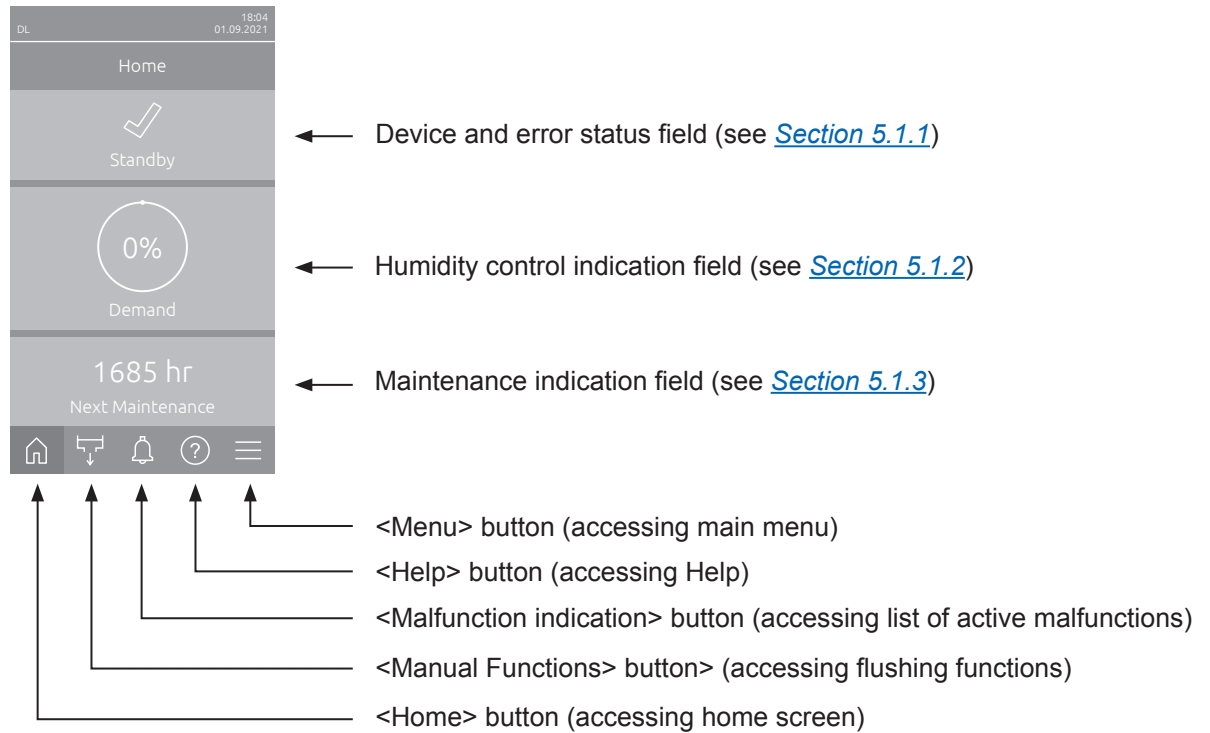 18:04
DL 01.09.2021
Home
Standby
Device and error status field (see Section 5.1.1)
0%
Demand
Humidity control indication field (see Section 5.1.2)
1685 hr
Next Maintenance
Maintenance indication field (see Section 5.1.3)
?
<Menu> button (accessing main menu)
<Help> button (accessing Help)
<Malfunction indication> button (accessing list of active malfunctions)
<Manual Functions> button> (accessing flushing functions)
<Home> button (accessing home screen)